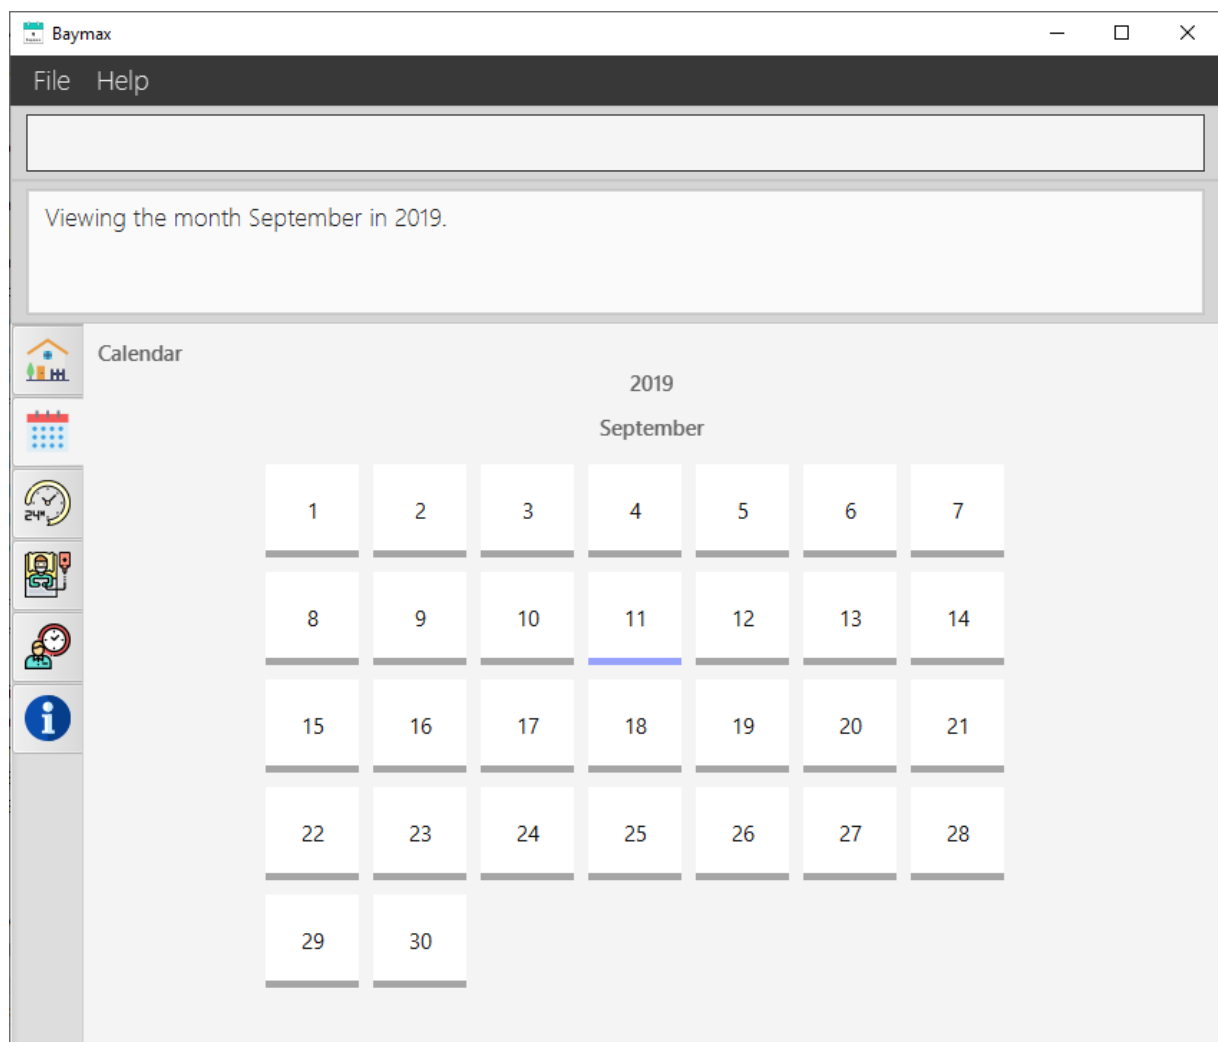 Baymax
File Help
Viewing the month September in 2019.
Calendar
2019
September
1 2 3 4 5 6 7
8 9 10 11 12 13 14
15 16 17 18 19 20 21
22 23 24 25 26 27 28
29 30
24H